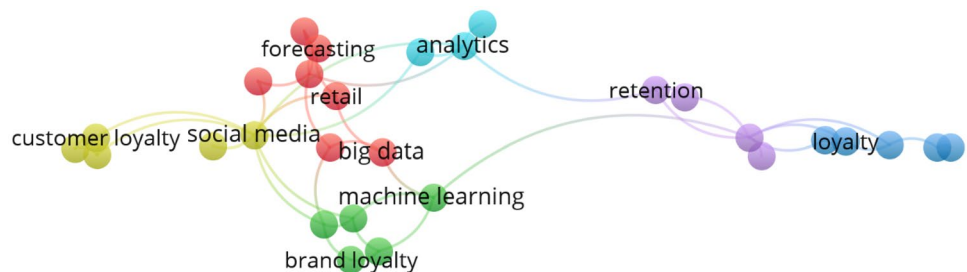 forecasting
analytics
retail
retention
customer loyalty
social media
big data
loyalty
machine learning
brand loyalty